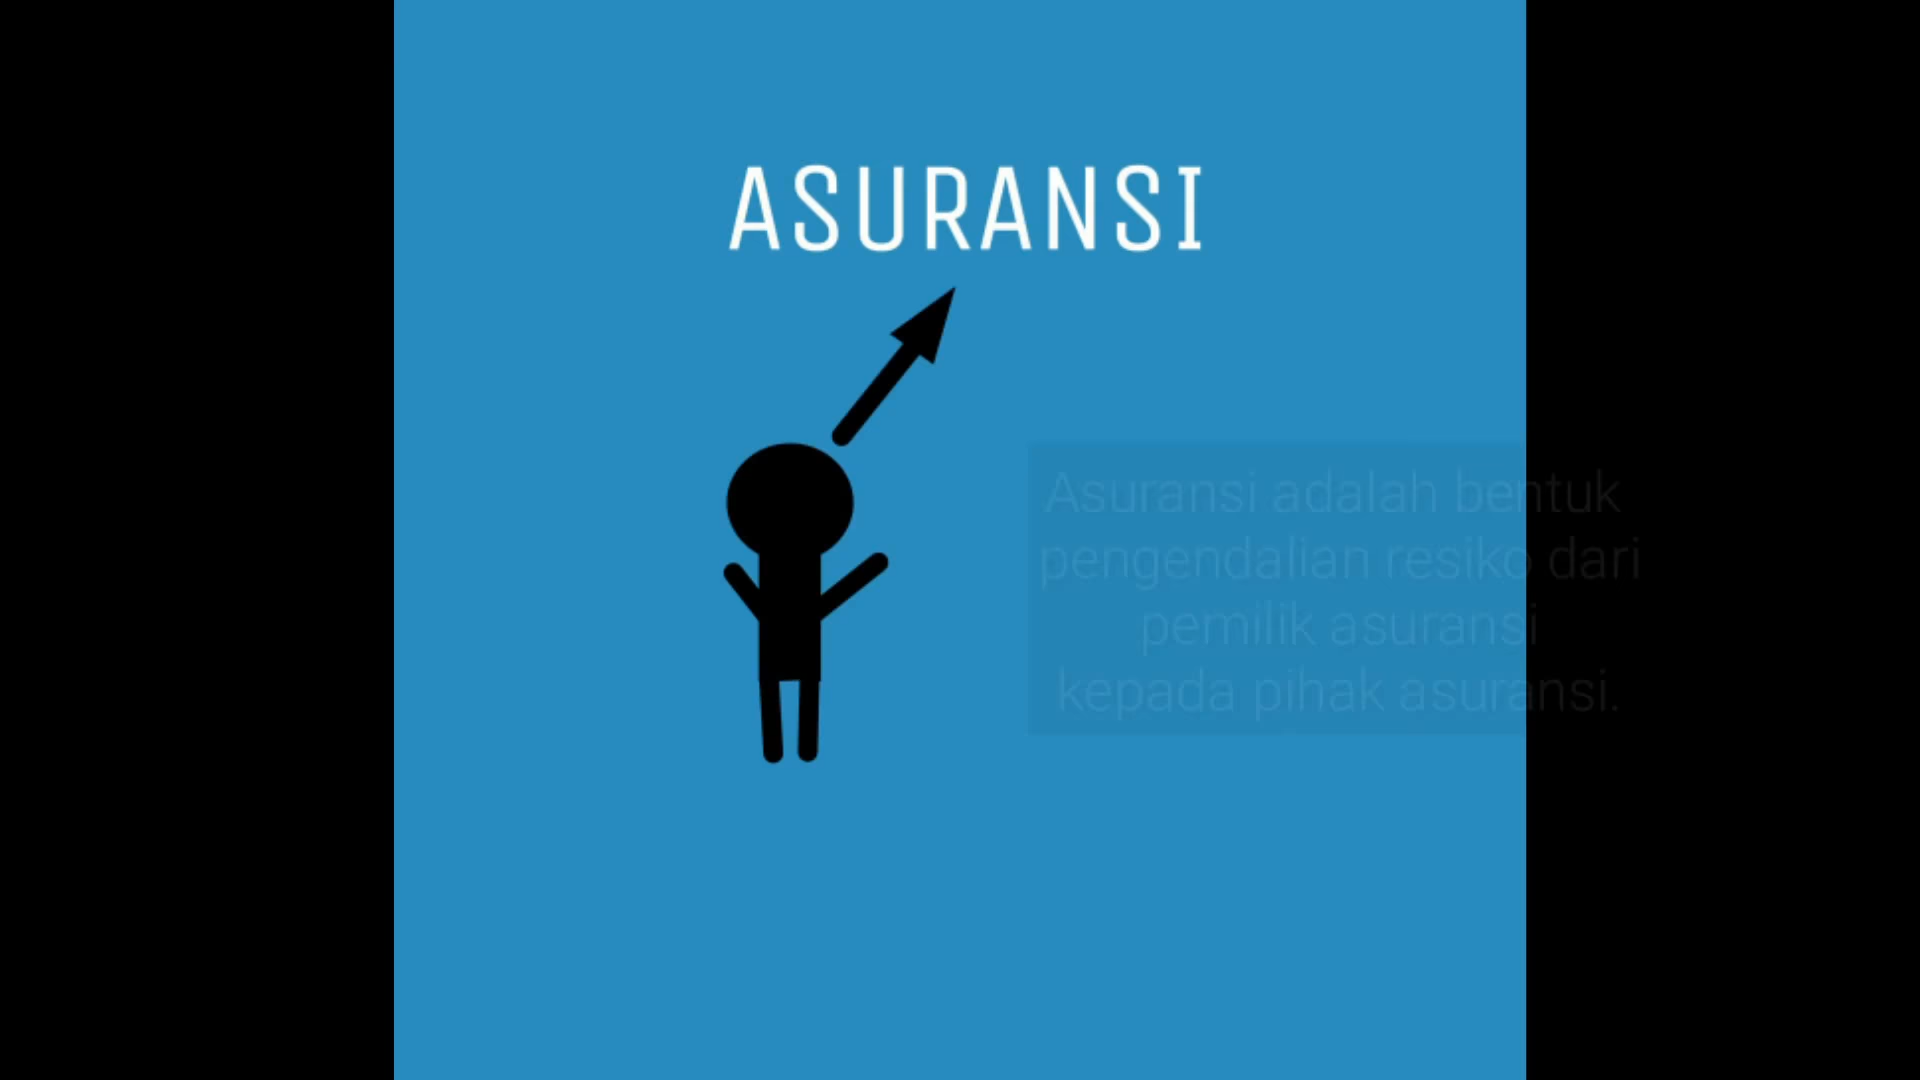 ASURANSI
Asuransi adalah bentuk
pengendalian resiko dari
pemilik asuransi
kepada pihak asuransi.